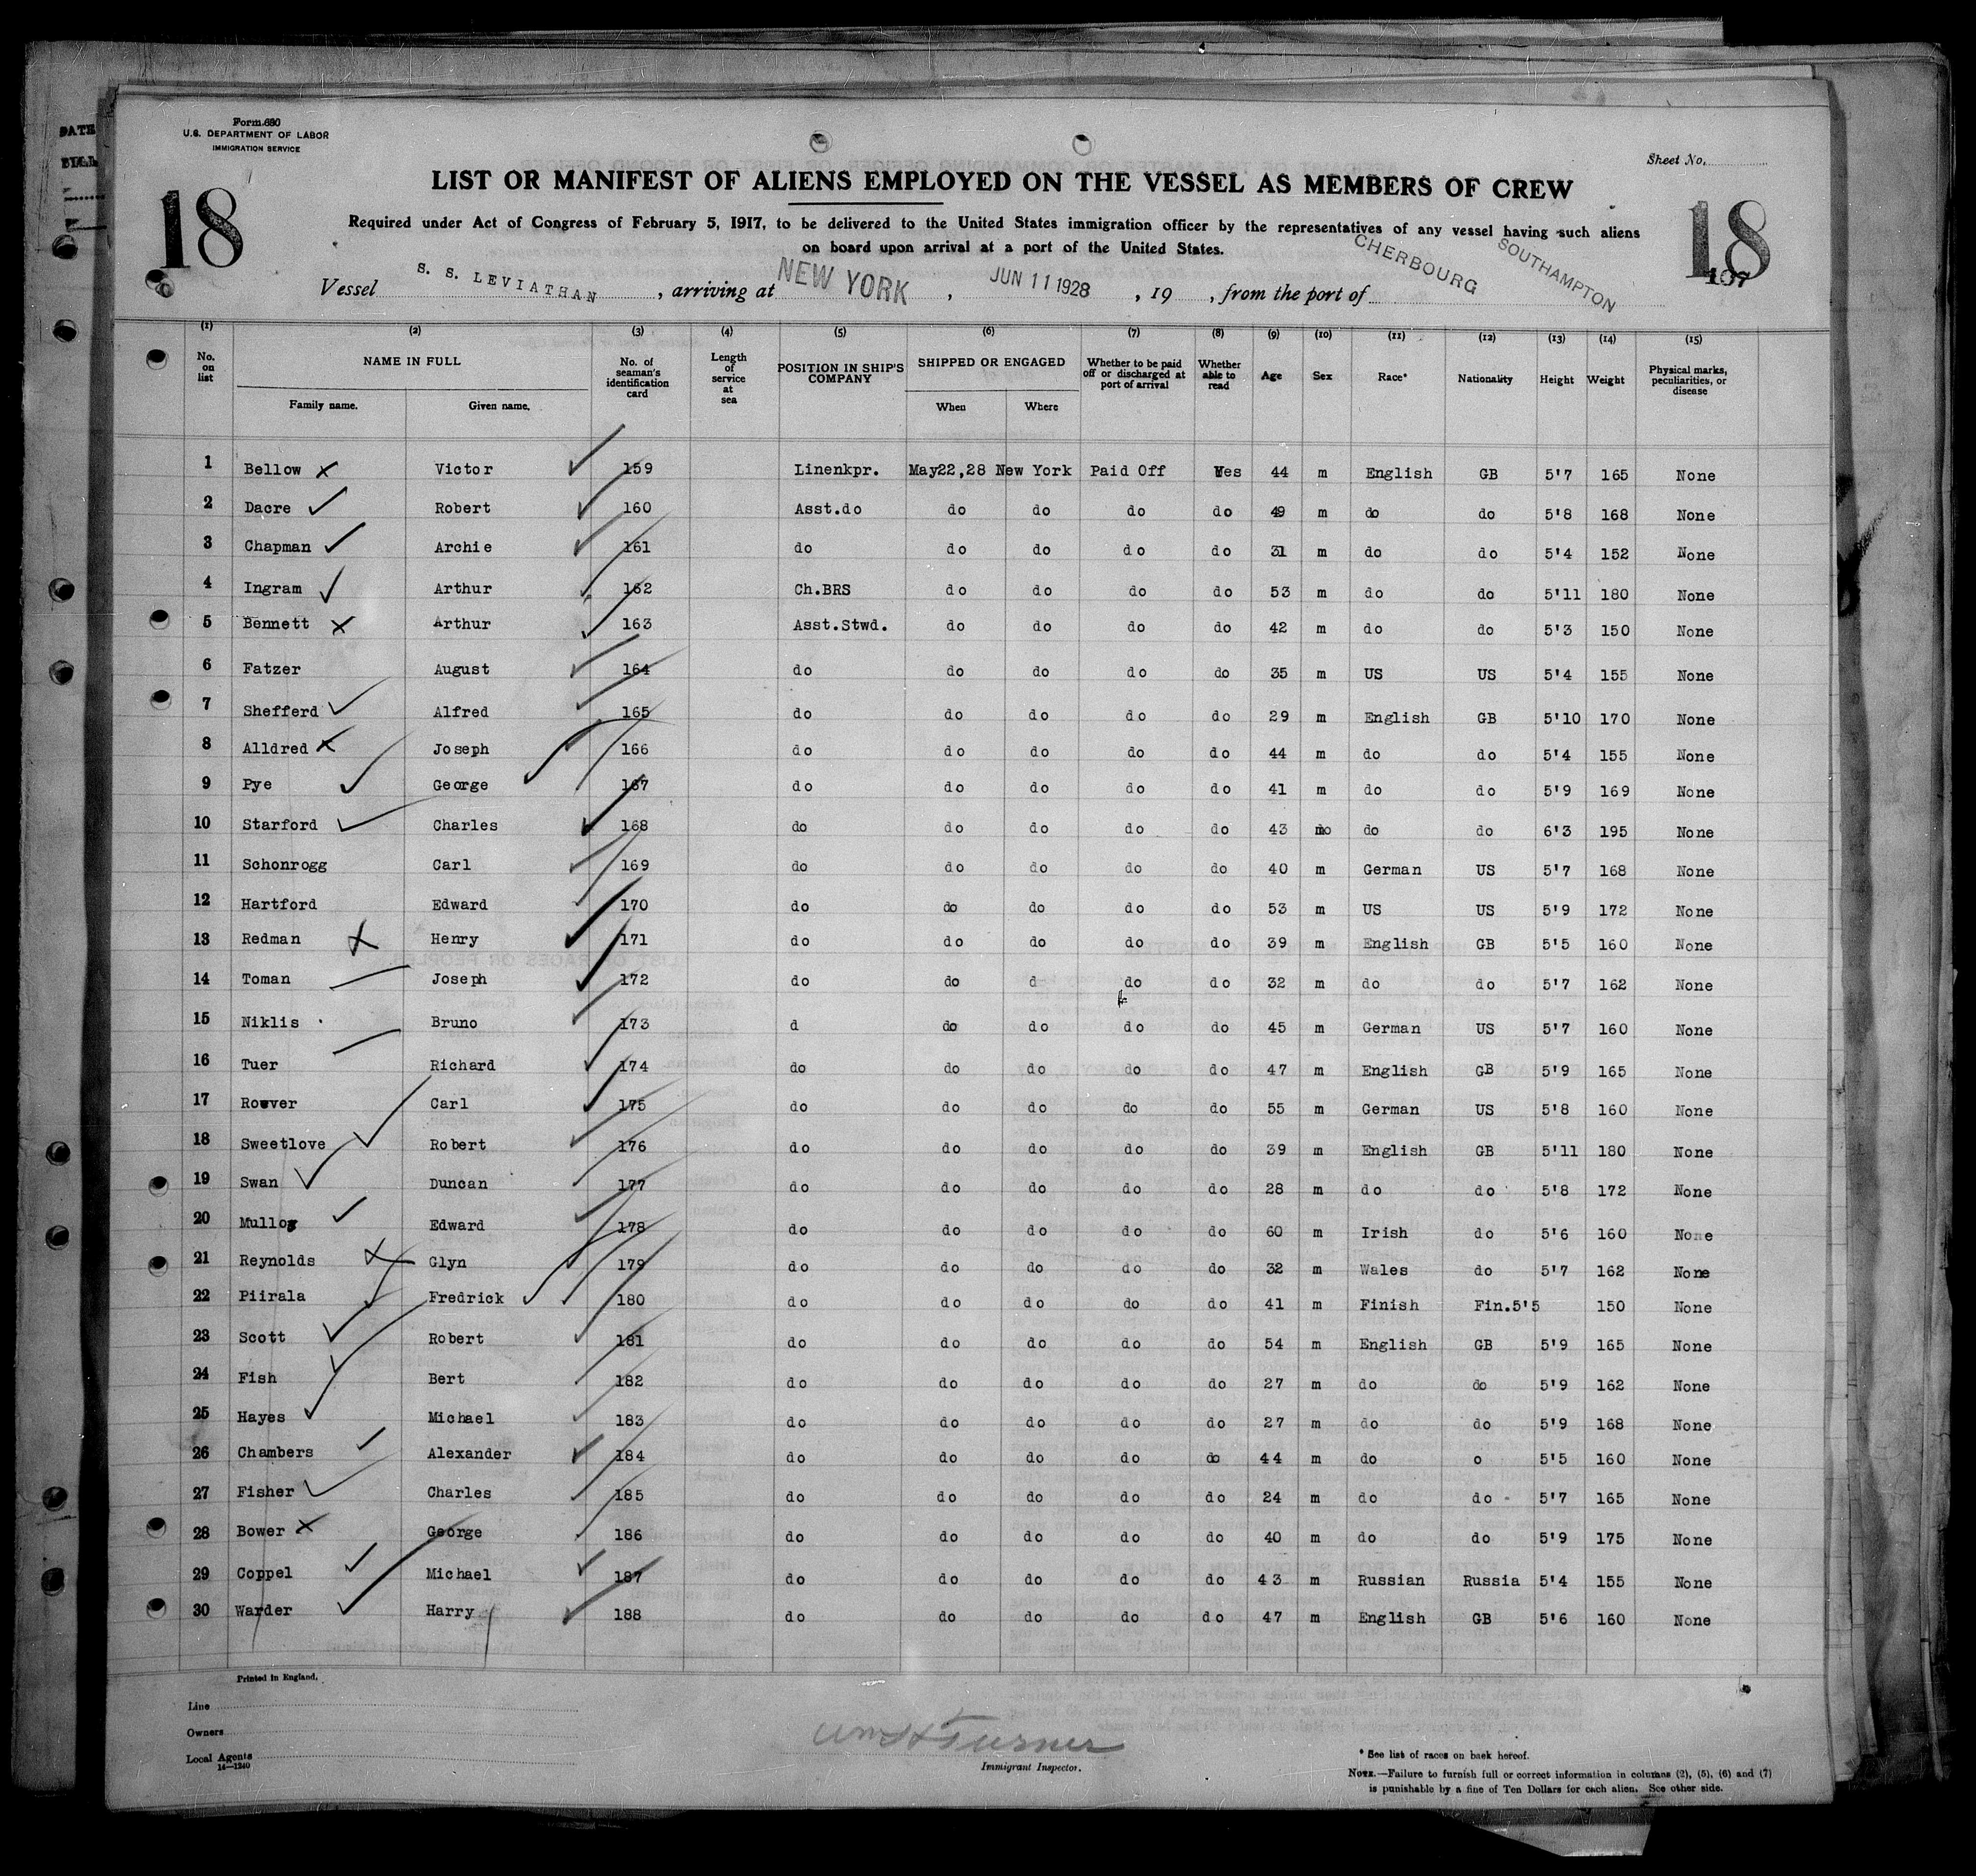 Form 680
U.S. DEPARTMENT OF LABOR
IMMIGRATION SERVICE
Sheet No.
LIST OR MANIFEST OF ALIENS EMPLOYED ON THE VESSEL AS MEMBERS OF CREW
18
18
Required under Act of Congress of February 5, 1917, to be delivered to the United States immigration officer by the representatives of any vessel having such aliens
on board upon arrival at a port of the United States.
Vessel S. S. LEVIATHAN, arriving at NEW YORK, JUN 11 1928, 19 , from the port of CHERBOURG SOUTHAMPTON
(1) (2) (3) (4) (5) (6) (7) (8) (9) (10) (11) (12) (13) (14) (15)
No. on list NAME IN FULL Family name. Given name. No. of seaman's identification card Length of service at sea POSITION IN SHIP'S COMPANY SHIPPED OR ENGAGED When Where Whether to be paid off or discharged at port of arrival Whether able to read Age Sex Race* Nationality Height Weight Physical marks, peculiarities, or disease
1 Bellow Victor 159 Linenkpr. May22,28 New York Paid Off Yes 44 m English GB 5'7 165 None
2 Dacre Robert 160 Asst.do do do do do 49 m do do 5'8 168 None
3 Chapman Archie 161 do do do do do 31 m do do 5'4 152 None
4 Ingram Arthur 162 Ch.BRS do do do do 53 m do do 5'11 180 None
5 Bennett Arthur 163 Asst.Stwd. do do do do 42 m do do 5'3 150 None
6 Fatzer August 164 do do do do do 35 m US US 5'4 155 None
7 Shefferd Alfred 165 do do do do do 29 m English GB 5'10 170 None
8 Alldred Joseph 166 do do do do do 44 m do do 5'4 155 None
9 Pye George 167 do do do do do 41 m do do 5'9 169 None
10 Starford Charles 168 do do do do do 43 mo do do 6'3 195 None
11 Schonrogg Carl 169 do do do do do 40 m German US 5'7 168 None
12 Hartford Edward 170 do do do do do 53 m US US 5'9 172 None
13 Redman Henry 171 do do do do do 39 m English GB 5'5 160 None
14 Toman Joseph 172 do do d do do 32 m do do 5'7 162 None
15 Niklis Bruno 173 d do do do do 45 m German US 5'7 160 None
16 Tuer Richard 174 do do do do do 47 m English GB 5'9 165 None
17 Rower Carl 175 do do do do do 55 m German US 5'8 160 None
18 Sweetlove Robert 176 do do do do do 39 m English GB 5'11 180 None
19 Swan Duncan 177 do do do do do 28 m do do 5'8 172 None
20 Edward 178 do do do do do 60 m Irish do 5'6 160 None
21 Reynolds Glyn 179 do do do do do 32 m Wales do 5'7 162 None
22 Piirala Fredrick 180 do do do do do 41 m Finish Fin.5'5 150 None
23 Scott Robert 181 do do do do do 54 m English GB 5'9 165 None
24 Fish Bert 182 do do do do do 27 m do do 5'9 162 None
25 Hayes Michael 183 do do do do do 27 m do do 5'9 168 None
26 Chambers Alexander 184 do do do do do 44 m do o 5'5 160 None
27 Fisher Charles 185 do do do do do 24 m do do 5'7 165 None
28 Bower George 186 do do do do do 40 m do do 5'9 175 None
29 Coppel Michael 187 do do do do do 43 m Russian Russia 5'4 155 None
30 Warder Harry 188 do do do do do 47 m English GB 5'6 160 None
Printed in England.
Line
Owners
Local Agents
14—1240
Wm H Turner
Immigrant Inspector.
* See list of races on back hereof.
NOTE.—Failure to furnish full or correct information in columns (2), (5), (6) and (7)
is punishable by a fine of Ten Dollars for each alien. See other side.